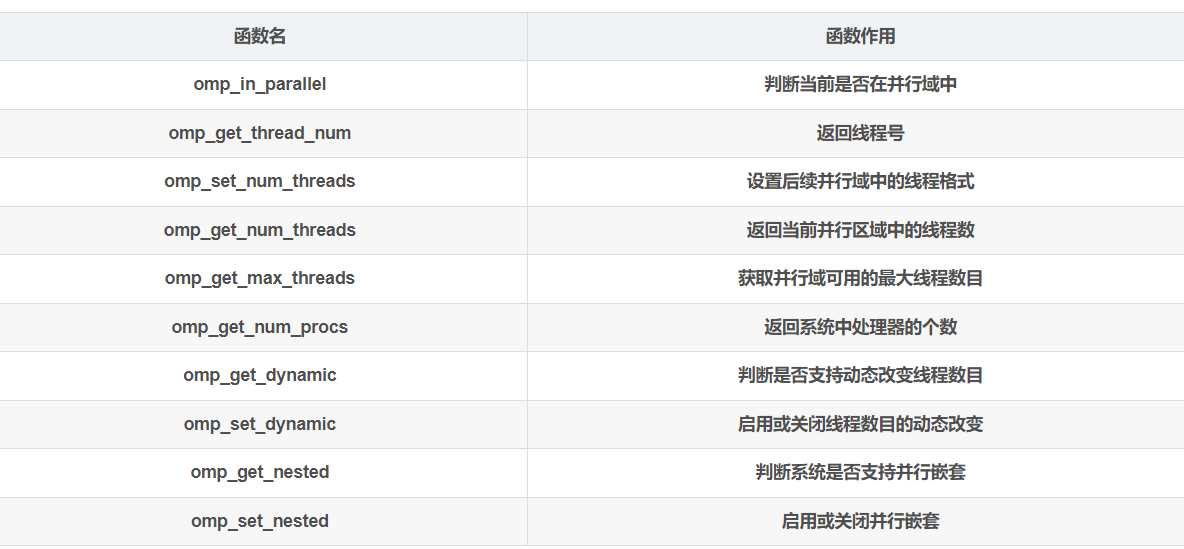 函数名 函数作用
omp_in_parallel 判断当前是否在并行域中
omp_get_thread_num 返回线程号
omp_set_num_threads 设置后续并行域中的线程格式
omp_get_num_threads 返回当前并行区域中的线程数
omp_get_max_threads 获取并行域可用的最大线程数目
omp_get_num_procs 返回系统中处理器的个数
omp_get_dynamic 判断是否支持动态改变线程数目
omp_set_dynamic 启用或关闭线程数目的动态改变
omp_get_nested 判断系统是否支持并行嵌套
omp_set_nested 启用或关闭并行嵌套